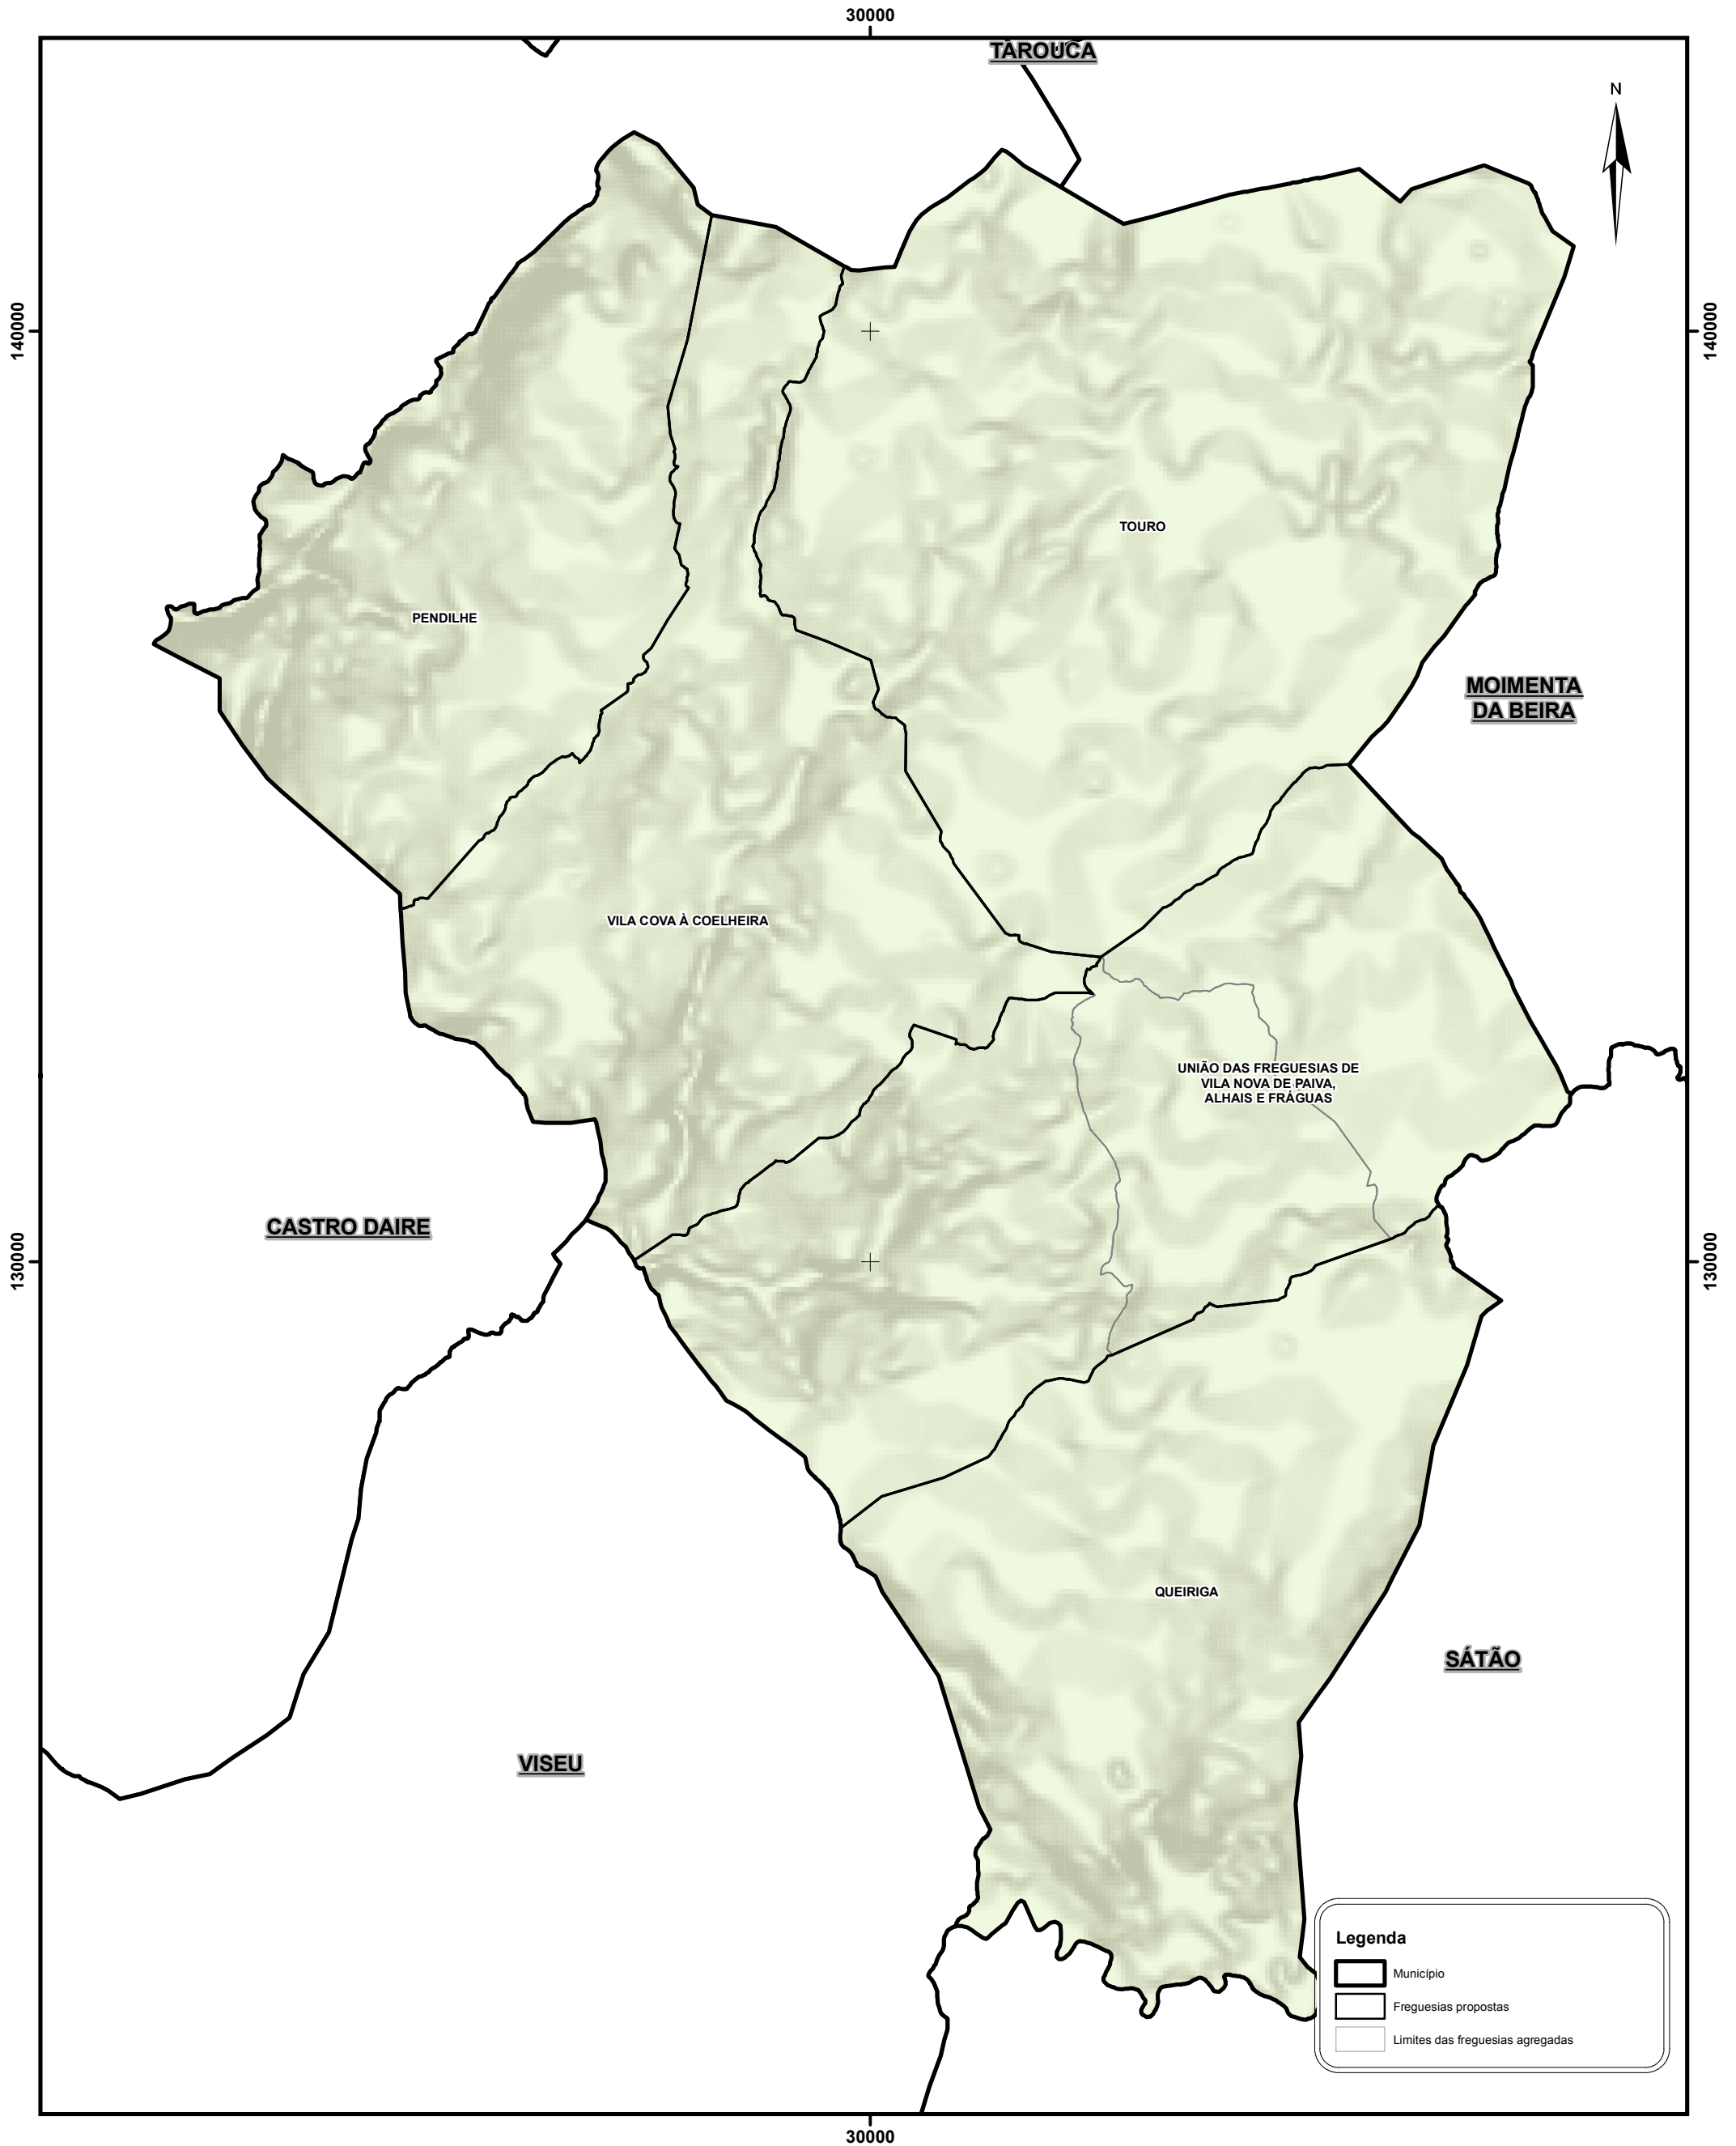 30000
TAROUCA
N
140000
140000
TOURO
PENDILHE
MOIMENTA
DA BEIRA
VILA COVA À COELHEIRA
UNIÃO DAS FREGUESIAS DE
VILA NOVA DE PAIVA,
ALHAIS E FRÁGUAS
CASTRO DAIRE
130000
130000
QUEIRIGA
SÁTÃO
VISEU
Legenda
Município
Freguesias propostas
Limites das freguesias agregadas
30000